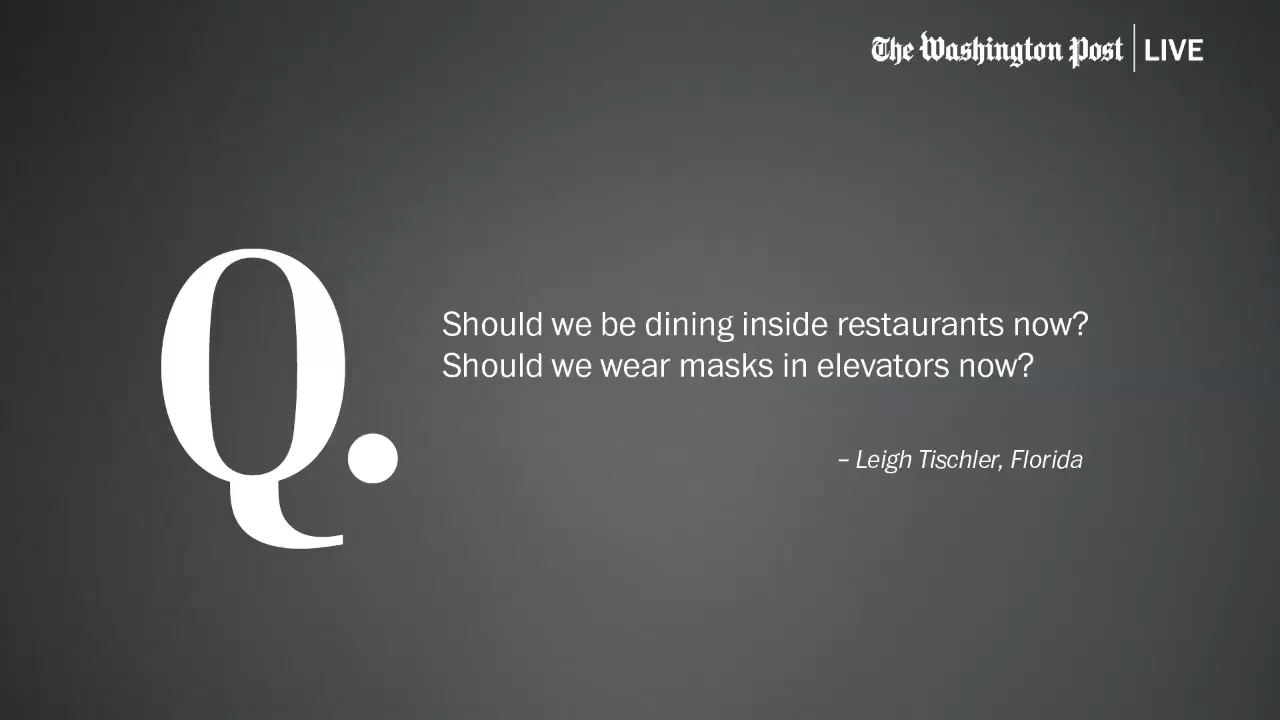 The Washington Post | LIVE
Q.
Should we be dining inside restaurants now?
Should we wear masks in elevators now?
– Leigh Tischler, Florida